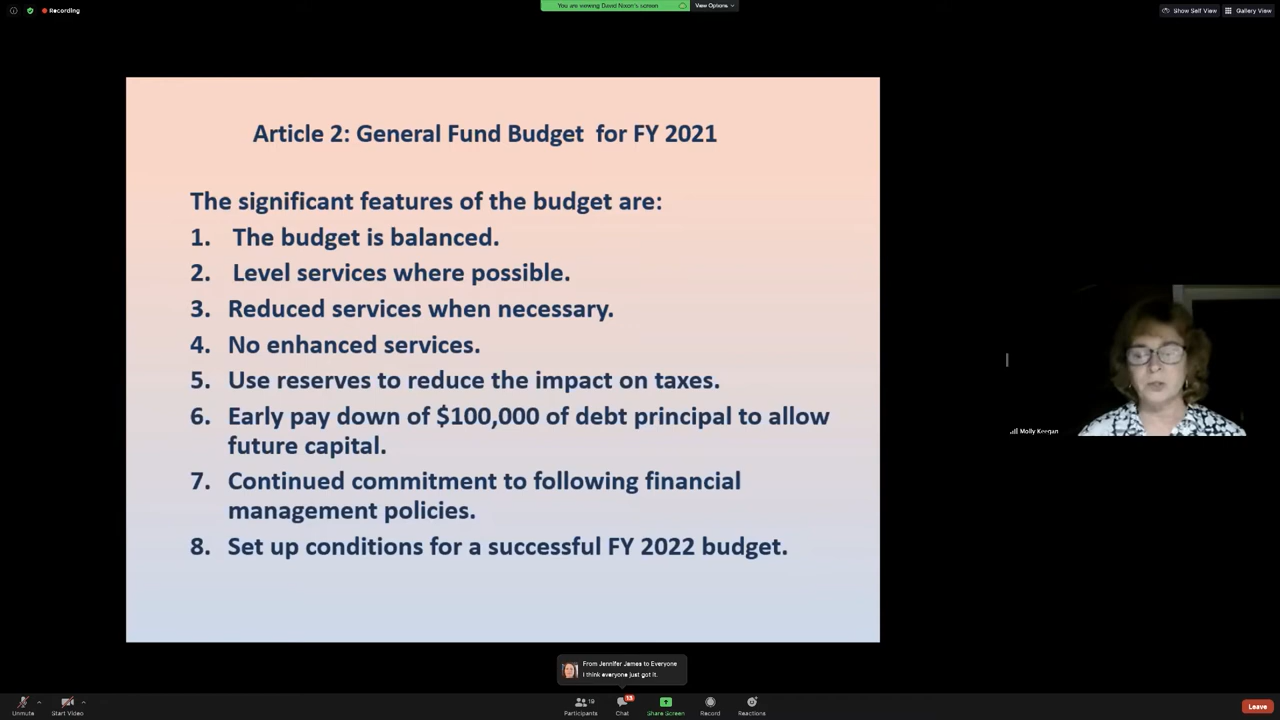 Recording
You are viewing David Nixon's screen
View Options
Show Self View
Gallery View
Article 2: General Fund Budget for FY 2021
The significant features of the budget are:
1. The budget is balanced.
2. Level services where possible.
3. Reduced services when necessary.
4. No enhanced services.
5. Use reserves to reduce the impact on taxes.
6. Early pay down of $100,000 of debt principal to allow
future capital.
7. Continued commitment to following financial
management policies.
8. Set up conditions for a successful FY 2022 budget.
Molly Keegan
From Jennifer James to Everyone
I think everyone just got it.
Unmute
Start Video
19
Participants
13
Chat
Share Screen
Record
Reactions
Leave